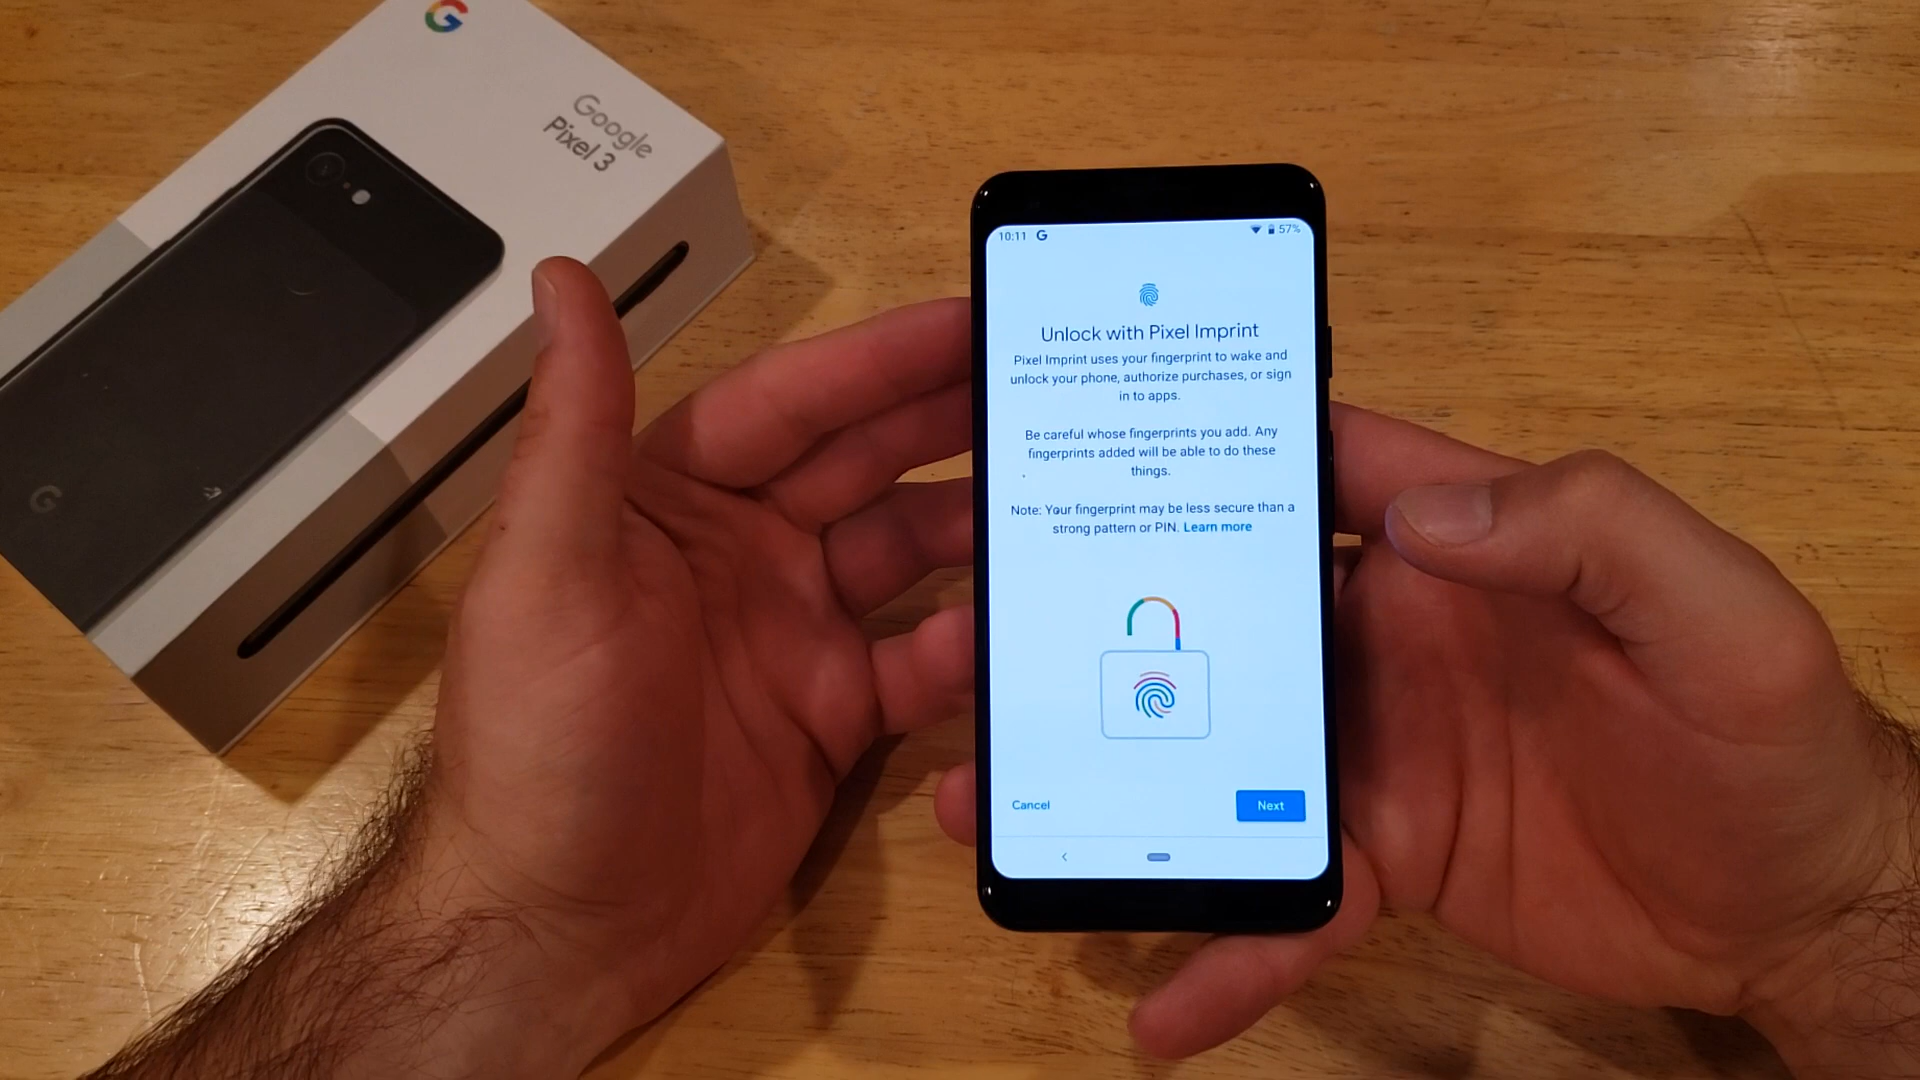 Google
Pixel 3
10:11 G
57%
Unlock with Pixel Imprint
Pixel Imprint uses your fingerprint to wake and
unlock your phone, authorize purchases, or sign
in to apps.
Be careful whose fingerprints you add. Any
fingerprints added will be able to do these
things.
Note: Your fingerprint may be less secure than a
strong pattern or PIN. Learn more
Cancel
Next